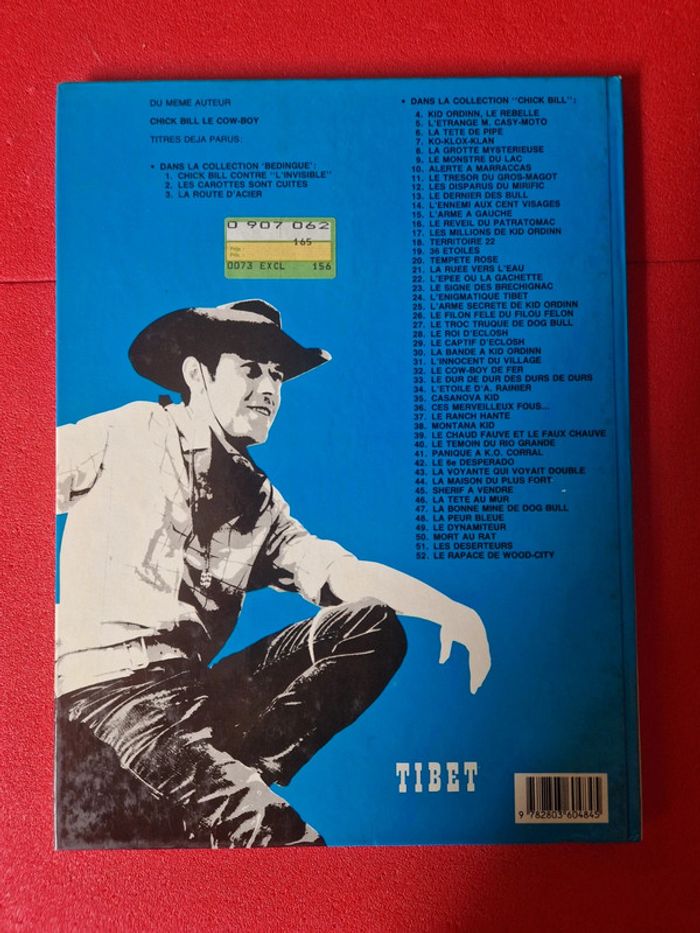 DU MEME AUTEUR
CHICK BILL LE COW-BOY
TITRES DEJA PARUS:
• DANS LA COLLECTION 'BEDINGUE':
1. CHICK BILL CONTRE "L'INVISIBLE"
2. LES CAROTTES SONT CUITES
3. LA ROUTE D'ACIER
0 907 062
165
Prix :
Prix :
0073 EXCL 156
• DANS LA COLLECTION "CHICK BILL":
4. KID ORDINN, LE REBELLE
5. L'ETRANGE M. CASY-MOTO
6. LA TETE DE PIPE
7. KO-KLOX-KLAN
8. LA GROTTE MYSTERIEUSE
9. LE MONSTRE DU LAC
10. ALERTE A MARRACCAS
11. LE TRESOR DU GROS-MAGOT
12. LES DISPARUS DU MIRIFIC
13. LE DERNIER DES BULL
14. L'ENNEMI AUX CENT VISAGES
15. L'ARME A GAUCHE
16. LE REVEIL DU PATRATOMAC
17. LES MILLIONS DE KID ORDINN
18. TERRITOIRE 22
19. 36 ETOILES
20. TEMPETE ROSE
21. LA RUEE VERS L'EAU
22. L'EPEE OU LA GACHETTE
23. LE SIGNE DES BRECHIGNAC
24. L'ENIGMATIQUE TIBET
25. L'ARME SECRETE DE KID ORDINN
26. LE FILON FELE DU FILOU FELON
27. LE TROC TRUQUE DE DOG BULL
28. LE ROI D'ECLOSH
29. LE CAPTIF D'ECLOSH
30. LA BANDE A KID ORDINN
31. L'INNOCENT DU VILLAGE
32. LE COW-BOY DE FER
33. LE DUR DE DUR DES DURS DE OURS
34. L'ETOILE D'A. RAINIER
35. CASANOVA KID
36. CES MERVEILLEUX FOUS...
37. LE RANCH HANTE
38. MONTANA KID
39. LE CHAUD FAUVE ET LE FAUX CHAUVE
40. LE TEMOIN DU RIO GRANDE
41. PANIQUE A K.O. CORRAL
42. LE 6e DESPERADO
43. LA VOYANTE QUI VOYAIT DOUBLE
44. LA MAISON DU PLUS FORT
45. SHERIF A VENDRE
46. LA TETE AU MUR
47. LA BONNE MINE DE DOG BULL
48. LA PEUR BLEUE
49. LE DYNAMITEUR
50. MORT AU RAT
51. LES DESERTEURS
52. LE RAPACE DE WOOD-CITY
TIBET
9 782803 604845